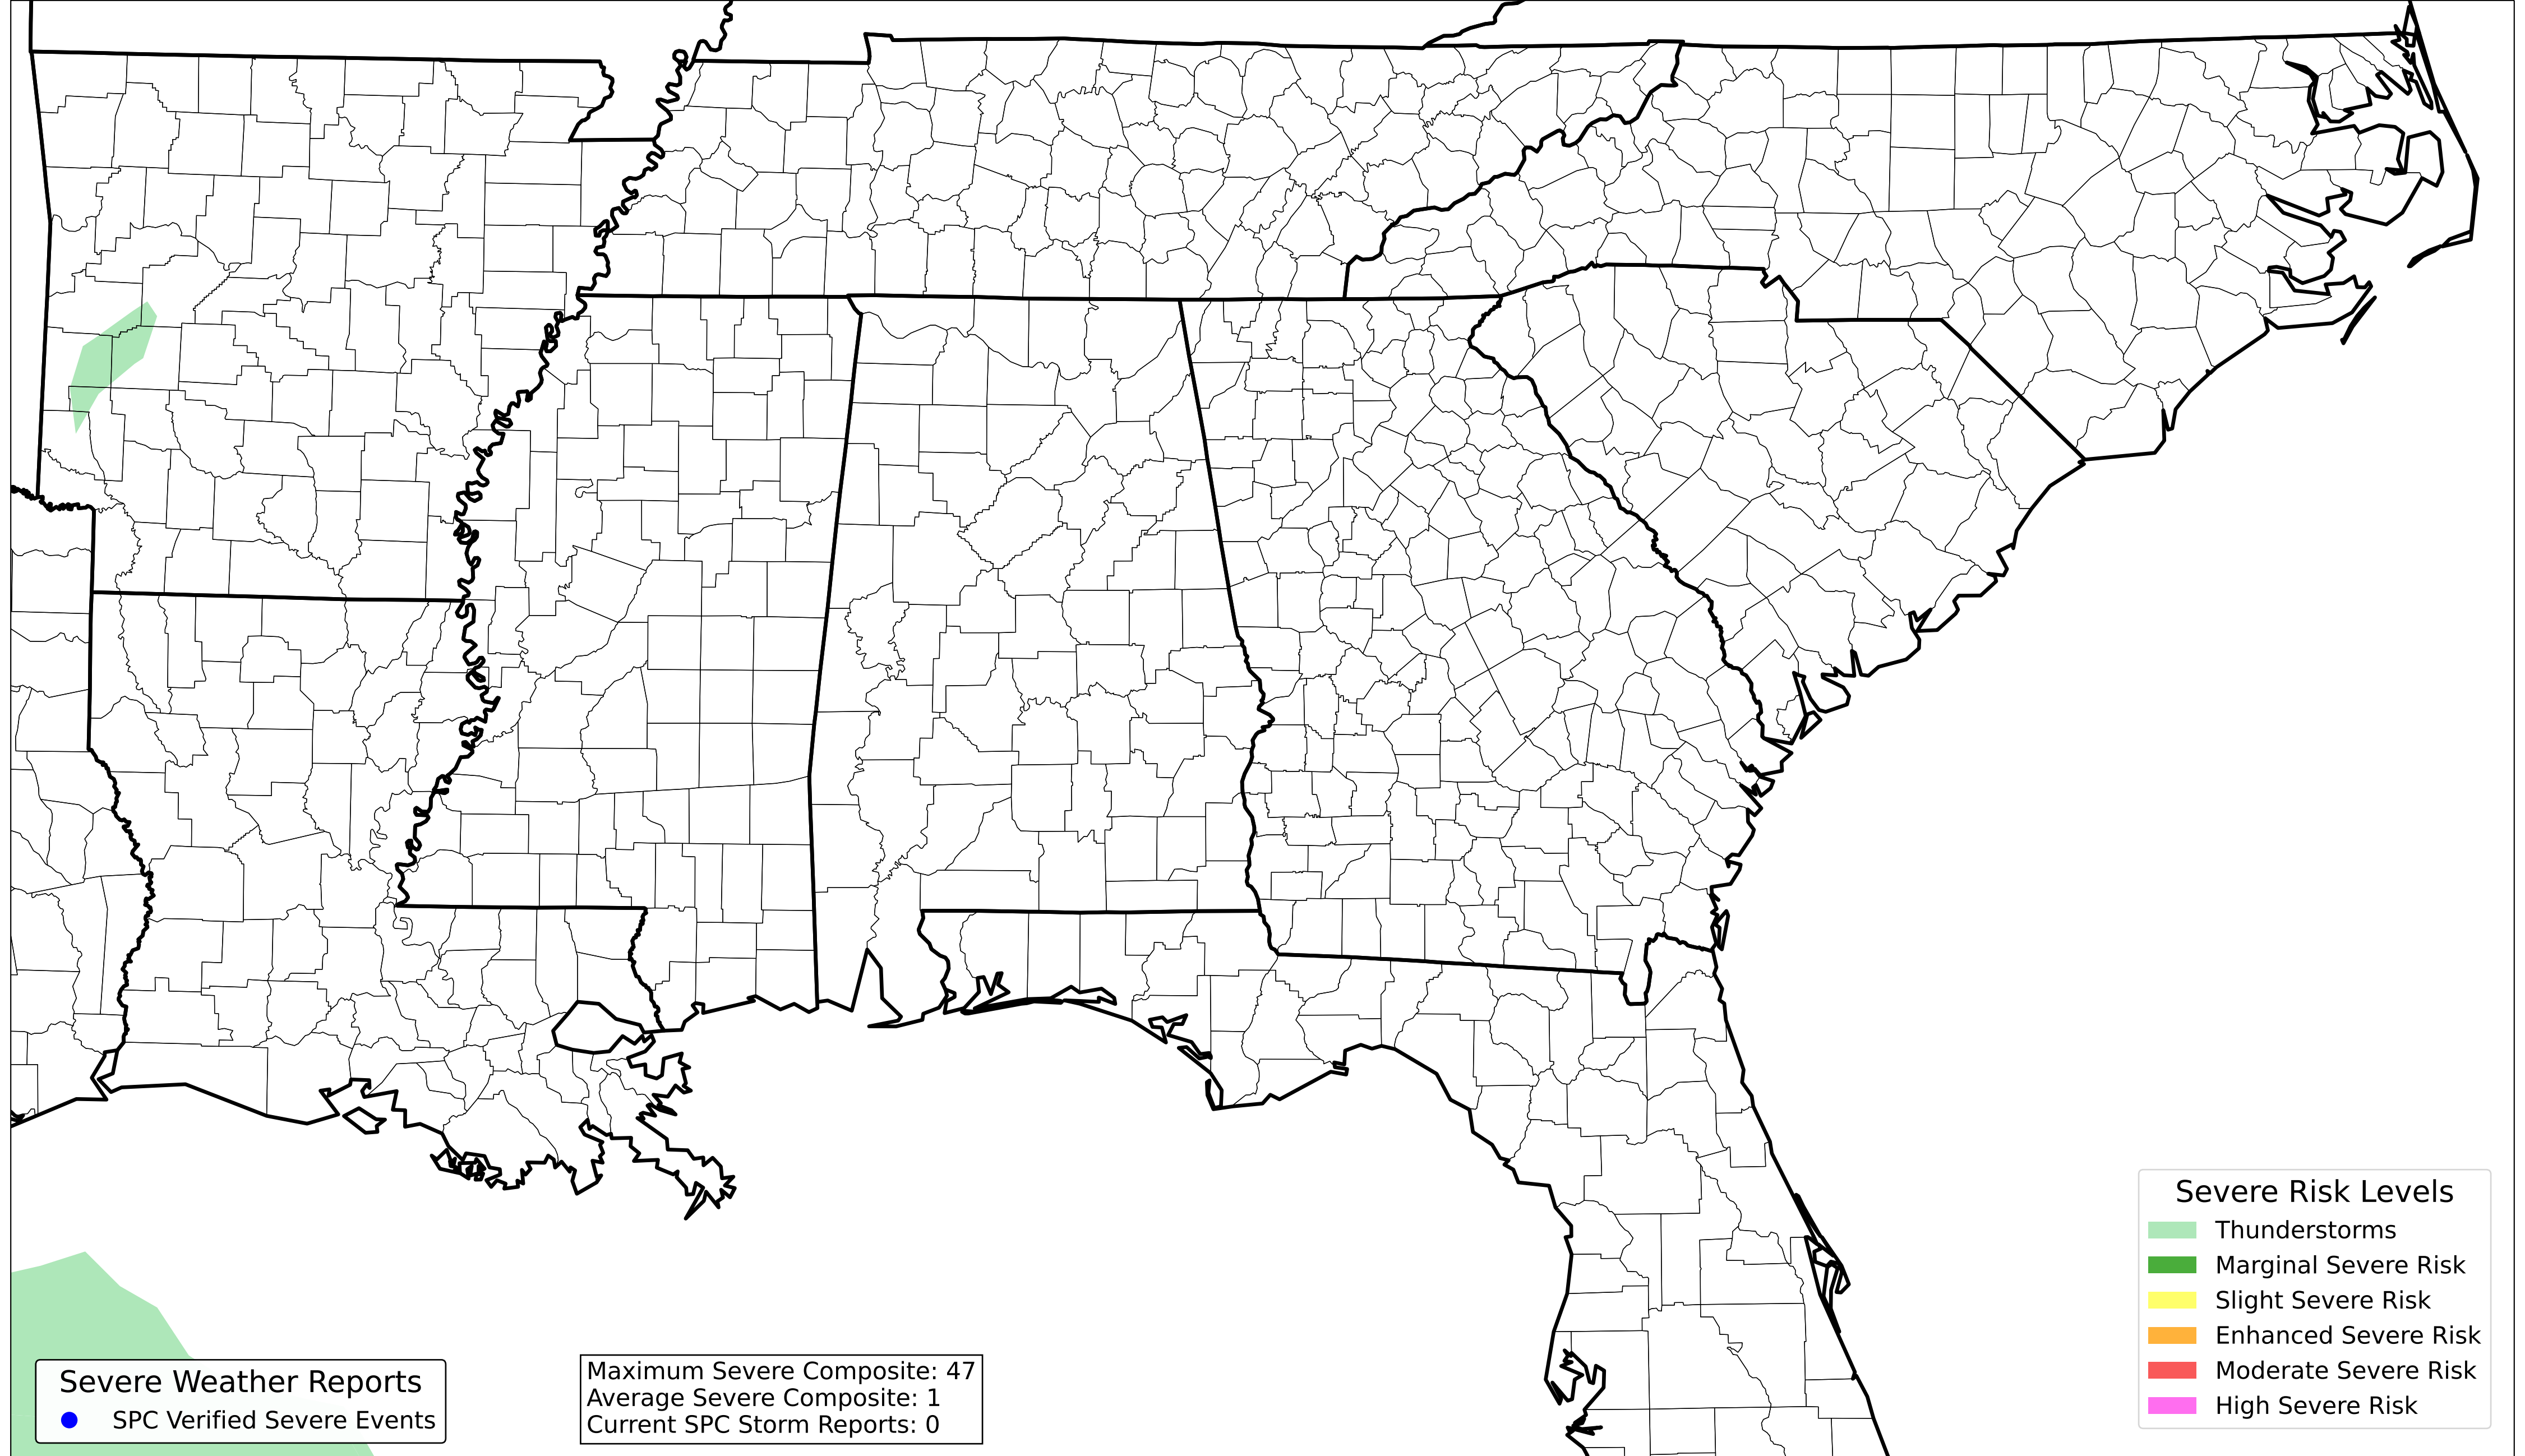 Severe Risk Levels
Thunderstorms
Marginal Severe Risk
Slight Severe Risk
Enhanced Severe Risk
Moderate Severe Risk
High Severe Risk
Severe Weather Reports
SPC Verified Severe Events
Maximum Severe Composite: 47
Average Severe Composite: 1
Current SPC Storm Reports: 0